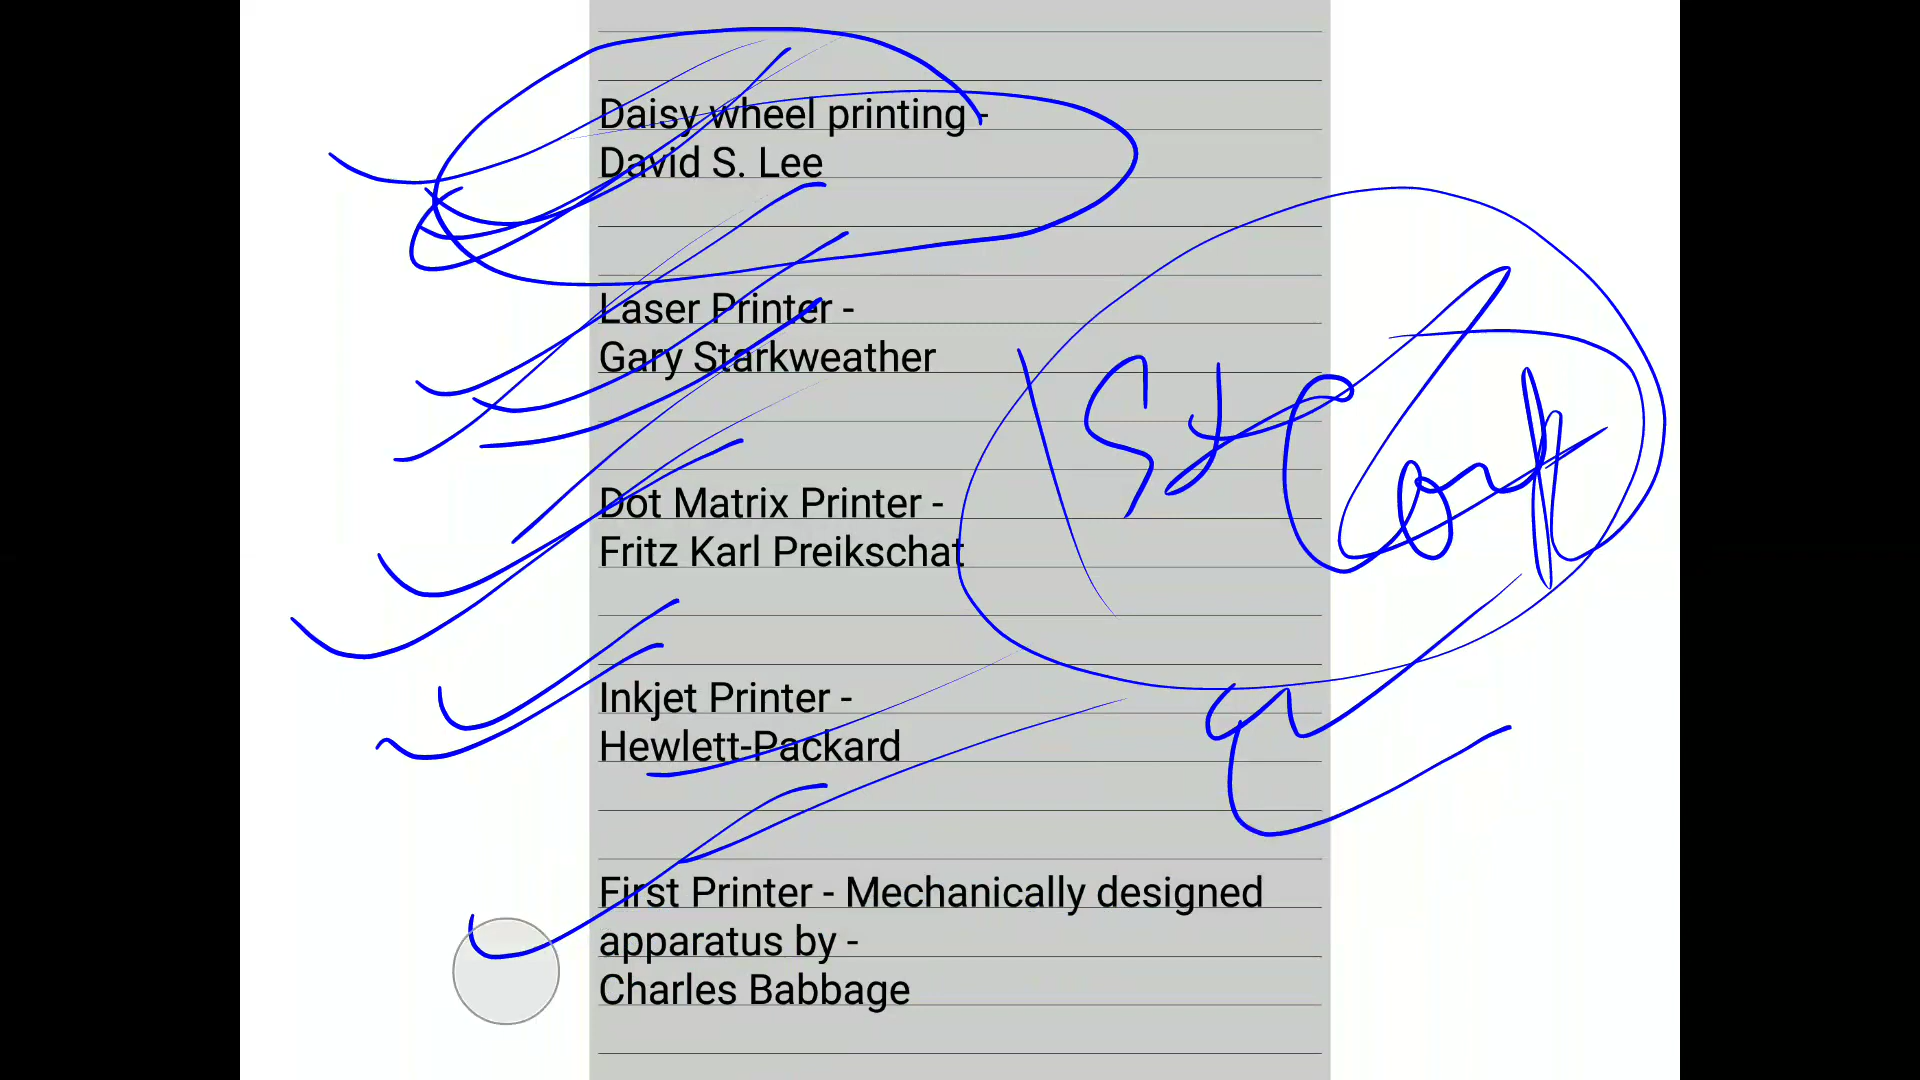 Daisy wheel printing -
David S. Lee
Laser Printer -
Gary Starkweather
Dot Matrix Printer -
Fritz Karl Preikschat
Inkjet Printer -
Hewlett-Packard
First Printer - Mechanically designed
apparatus by -
Charles Babbage